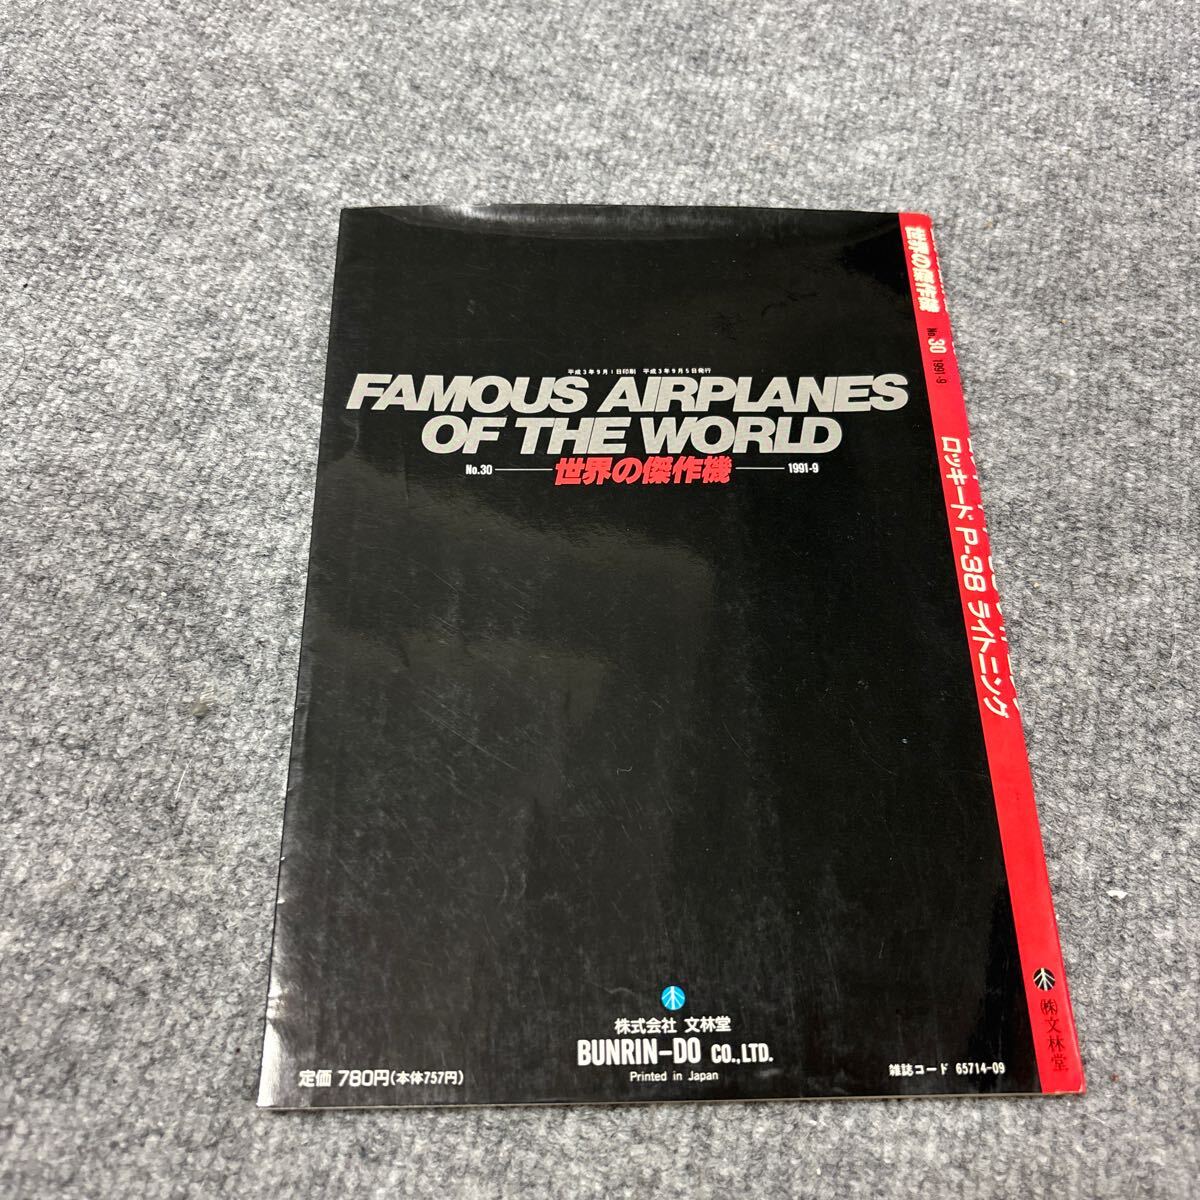 平成3年9月1日印刷 平成3年9月5日発行
FAMOUS AIRPLANES
OF THE WORLD
No.30 世界の傑作機 1991-9
株式会社 文林堂
BUNRIN-DO CO.,LTD.
Printed in Japan
定価 780円(本体757円)
雑誌コード 65714-09
世界の傑作機 No.30 1991-9 ロッキード P-38 ライトニング ㈱文林堂